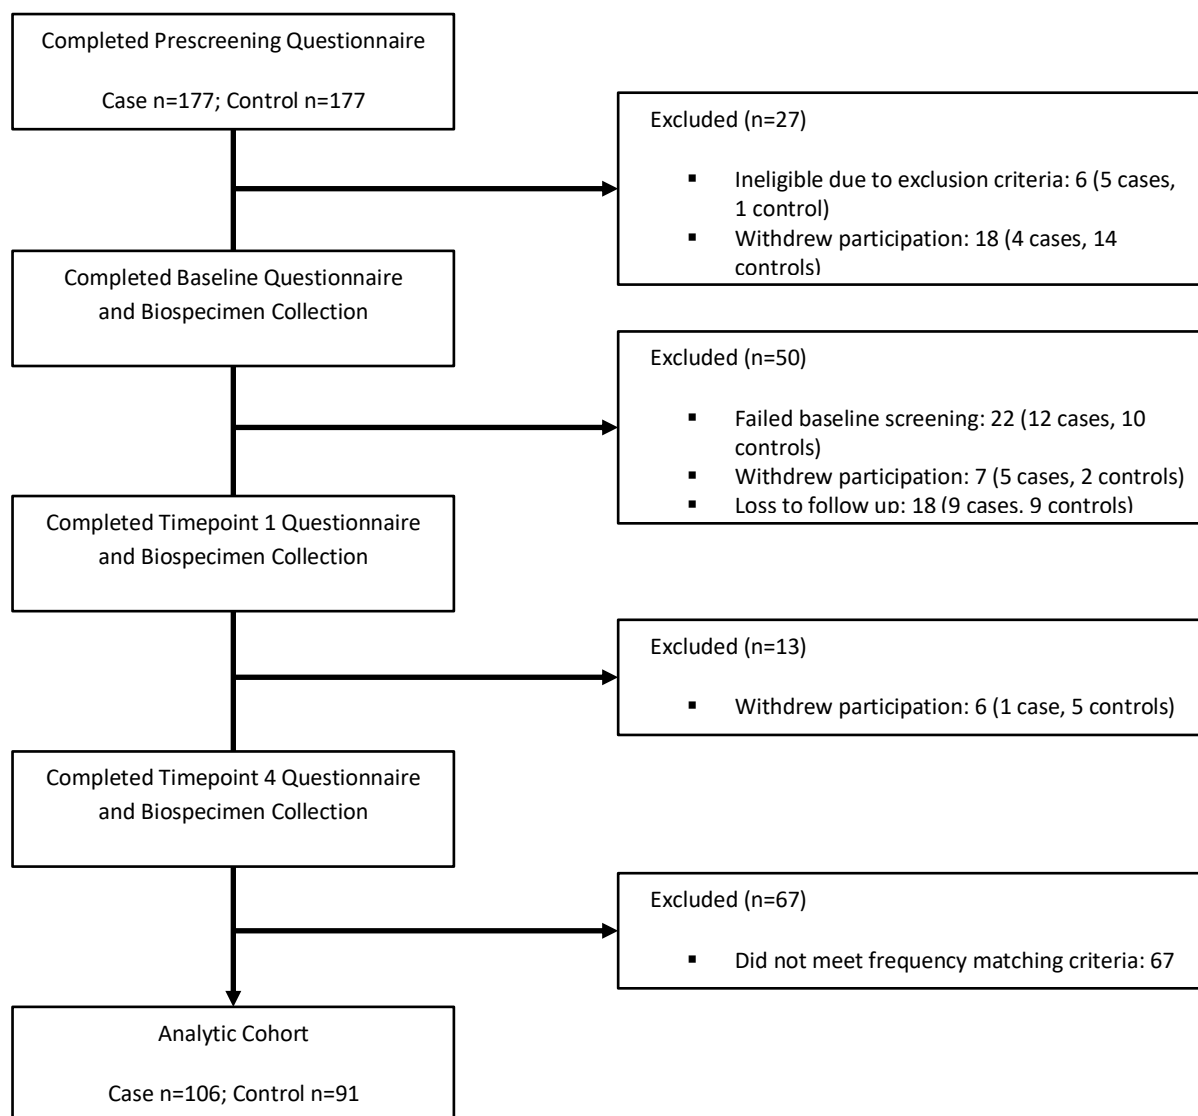 Completed Prescreening Questionnaire
Case n=177; Control n=177
Excluded (n=27)
▪ Ineligible due to exclusion criteria: 6 (5 cases,
1 control)
▪ Withdrew participation: 18 (4 cases, 14
controls)
Completed Baseline Questionnaire
and Biospecimen Collection
Excluded (n=50)
▪ Failed baseline screening: 22 (12 cases, 10
controls)
▪ Withdrew participation: 7 (5 cases, 2 controls)
▪ Loss to follow up: 18 (9 cases, 9 controls)
Completed Timepoint 1 Questionnaire
and Biospecimen Collection
Excluded (n=13)
▪ Withdrew participation: 6 (1 case, 5 controls)
Completed Timepoint 4 Questionnaire
and Biospecimen Collection
Excluded (n=67)
▪ Did not meet frequency matching criteria: 67
Analytic Cohort
Case n=106; Control n=91